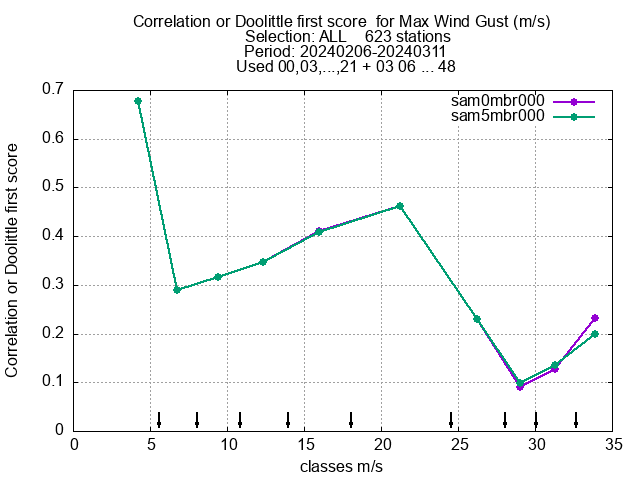 Correlation or Doolittle first score  for Max Wind Gust (m/s)
Selection: ALL    623 stations
Period: 20240206-20240311
Used 00,03,...,21 + 03 06 ... 48
sam0mbr000
sam5mbr000
0.7
0.6
0.5
0.4
0.3
0.2
0.1
0
Correlation or Doolittle first score
0 5 10 15 20 25 30 35
classes m/s